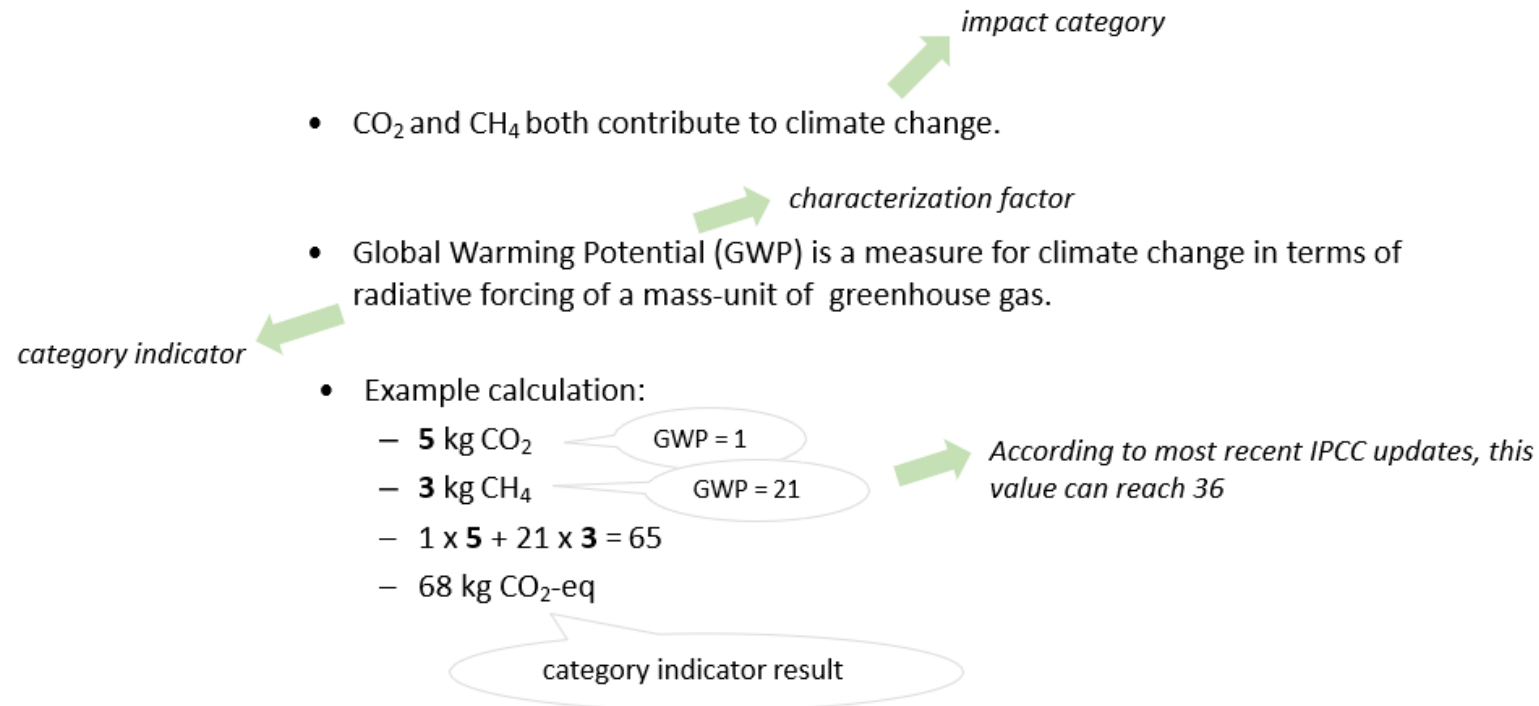 impact category
• CO₂ and CH₄ both contribute to climate change.
characterization factor
• Global Warming Potential (GWP) is a measure for climate change in terms of
radiative forcing of a mass-unit of greenhouse gas.
category indicator
• Example calculation:
– 5 kg CO₂
GWP = 1
– 3 kg CH₄
GWP = 21
According to most recent IPCC updates, this
value can reach 36
– 1 x 5 + 21 x 3 = 65
– 68 kg CO₂-eq
category indicator result